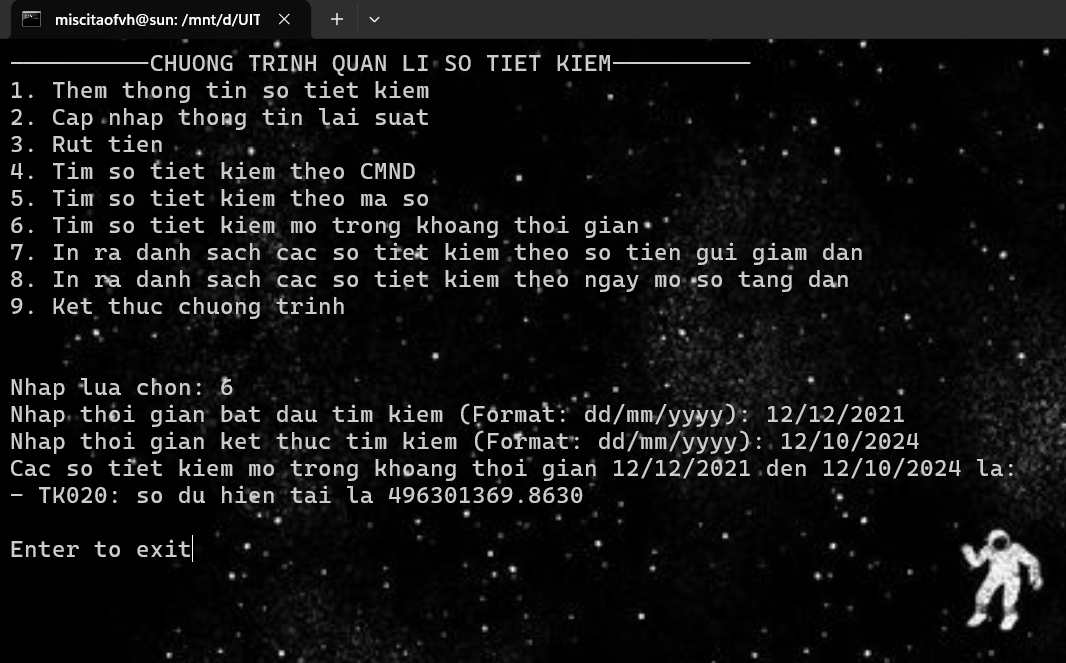 miscitaofvh@sun: /mnt/d/UIT
──────────CHUONG TRINH QUAN LI SO TIET KIEM──────────
1. Them thong tin so tiet kiem
2. Cap nhap thong tin lai suat
3. Rut tien
4. Tim so tiet kiem theo CMND
5. Tim so tiet kiem theo ma so
6. Tim so tiet kiem mo trong khoang thoi gian
7. In ra danh sach cac so tiet kiem theo so tien gui giam dan
8. In ra danh sach cac so tiet kiem theo ngay mo so tang dan
9. Ket thuc chuong trinh
Nhap lua chon: 6
Nhap thoi gian bat dau tim kiem (Format: dd/mm/yyyy): 12/12/2021
Nhap thoi gian ket thuc tim kiem (Format: dd/mm/yyyy): 12/10/2024
Cac so tiet kiem mo trong khoang thoi gian 12/12/2021 den 12/10/2024 la:
- TK020: so du hien tai la 496301369.8630
Enter to exit